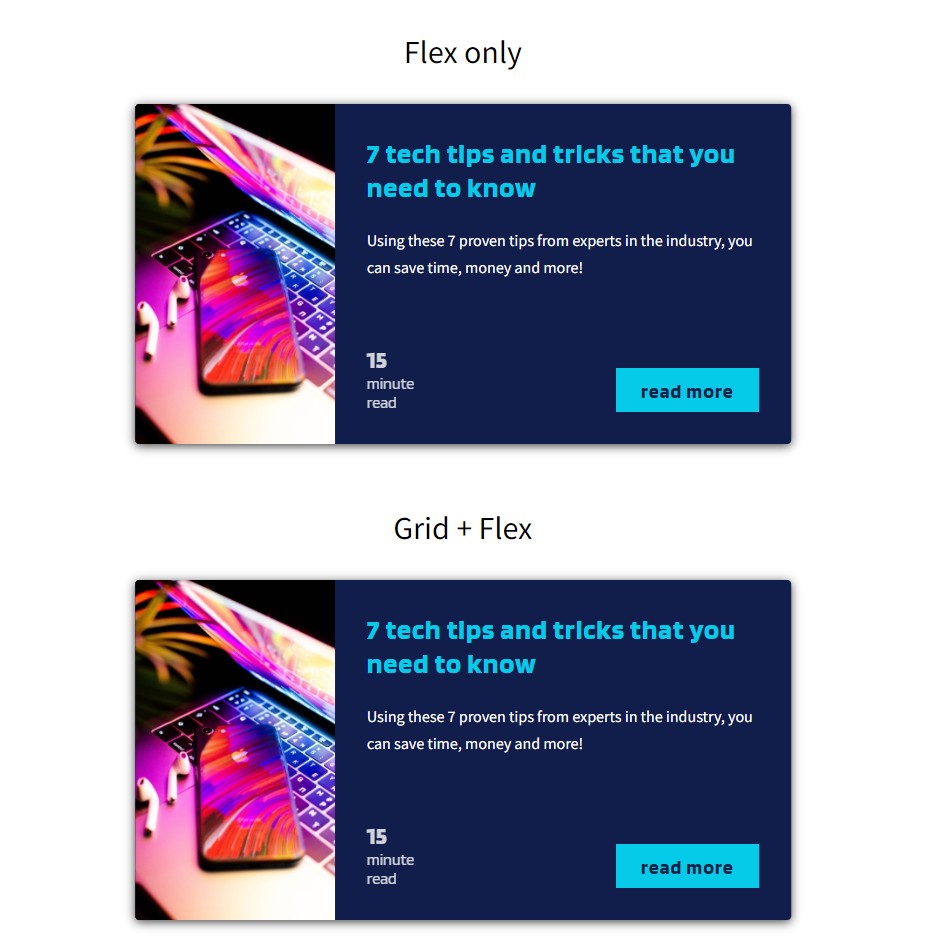 Flex only
7 tech tips and tricks that you
need to know
Using these 7 proven tips from experts in the industry, you
can save time, money and more!
15
minute
read
read more
Grid + Flex
7 tech tips and tricks that you
need to know
Using these 7 proven tips from experts in the industry, you
can save time, money and more!
15
minute
read
read more